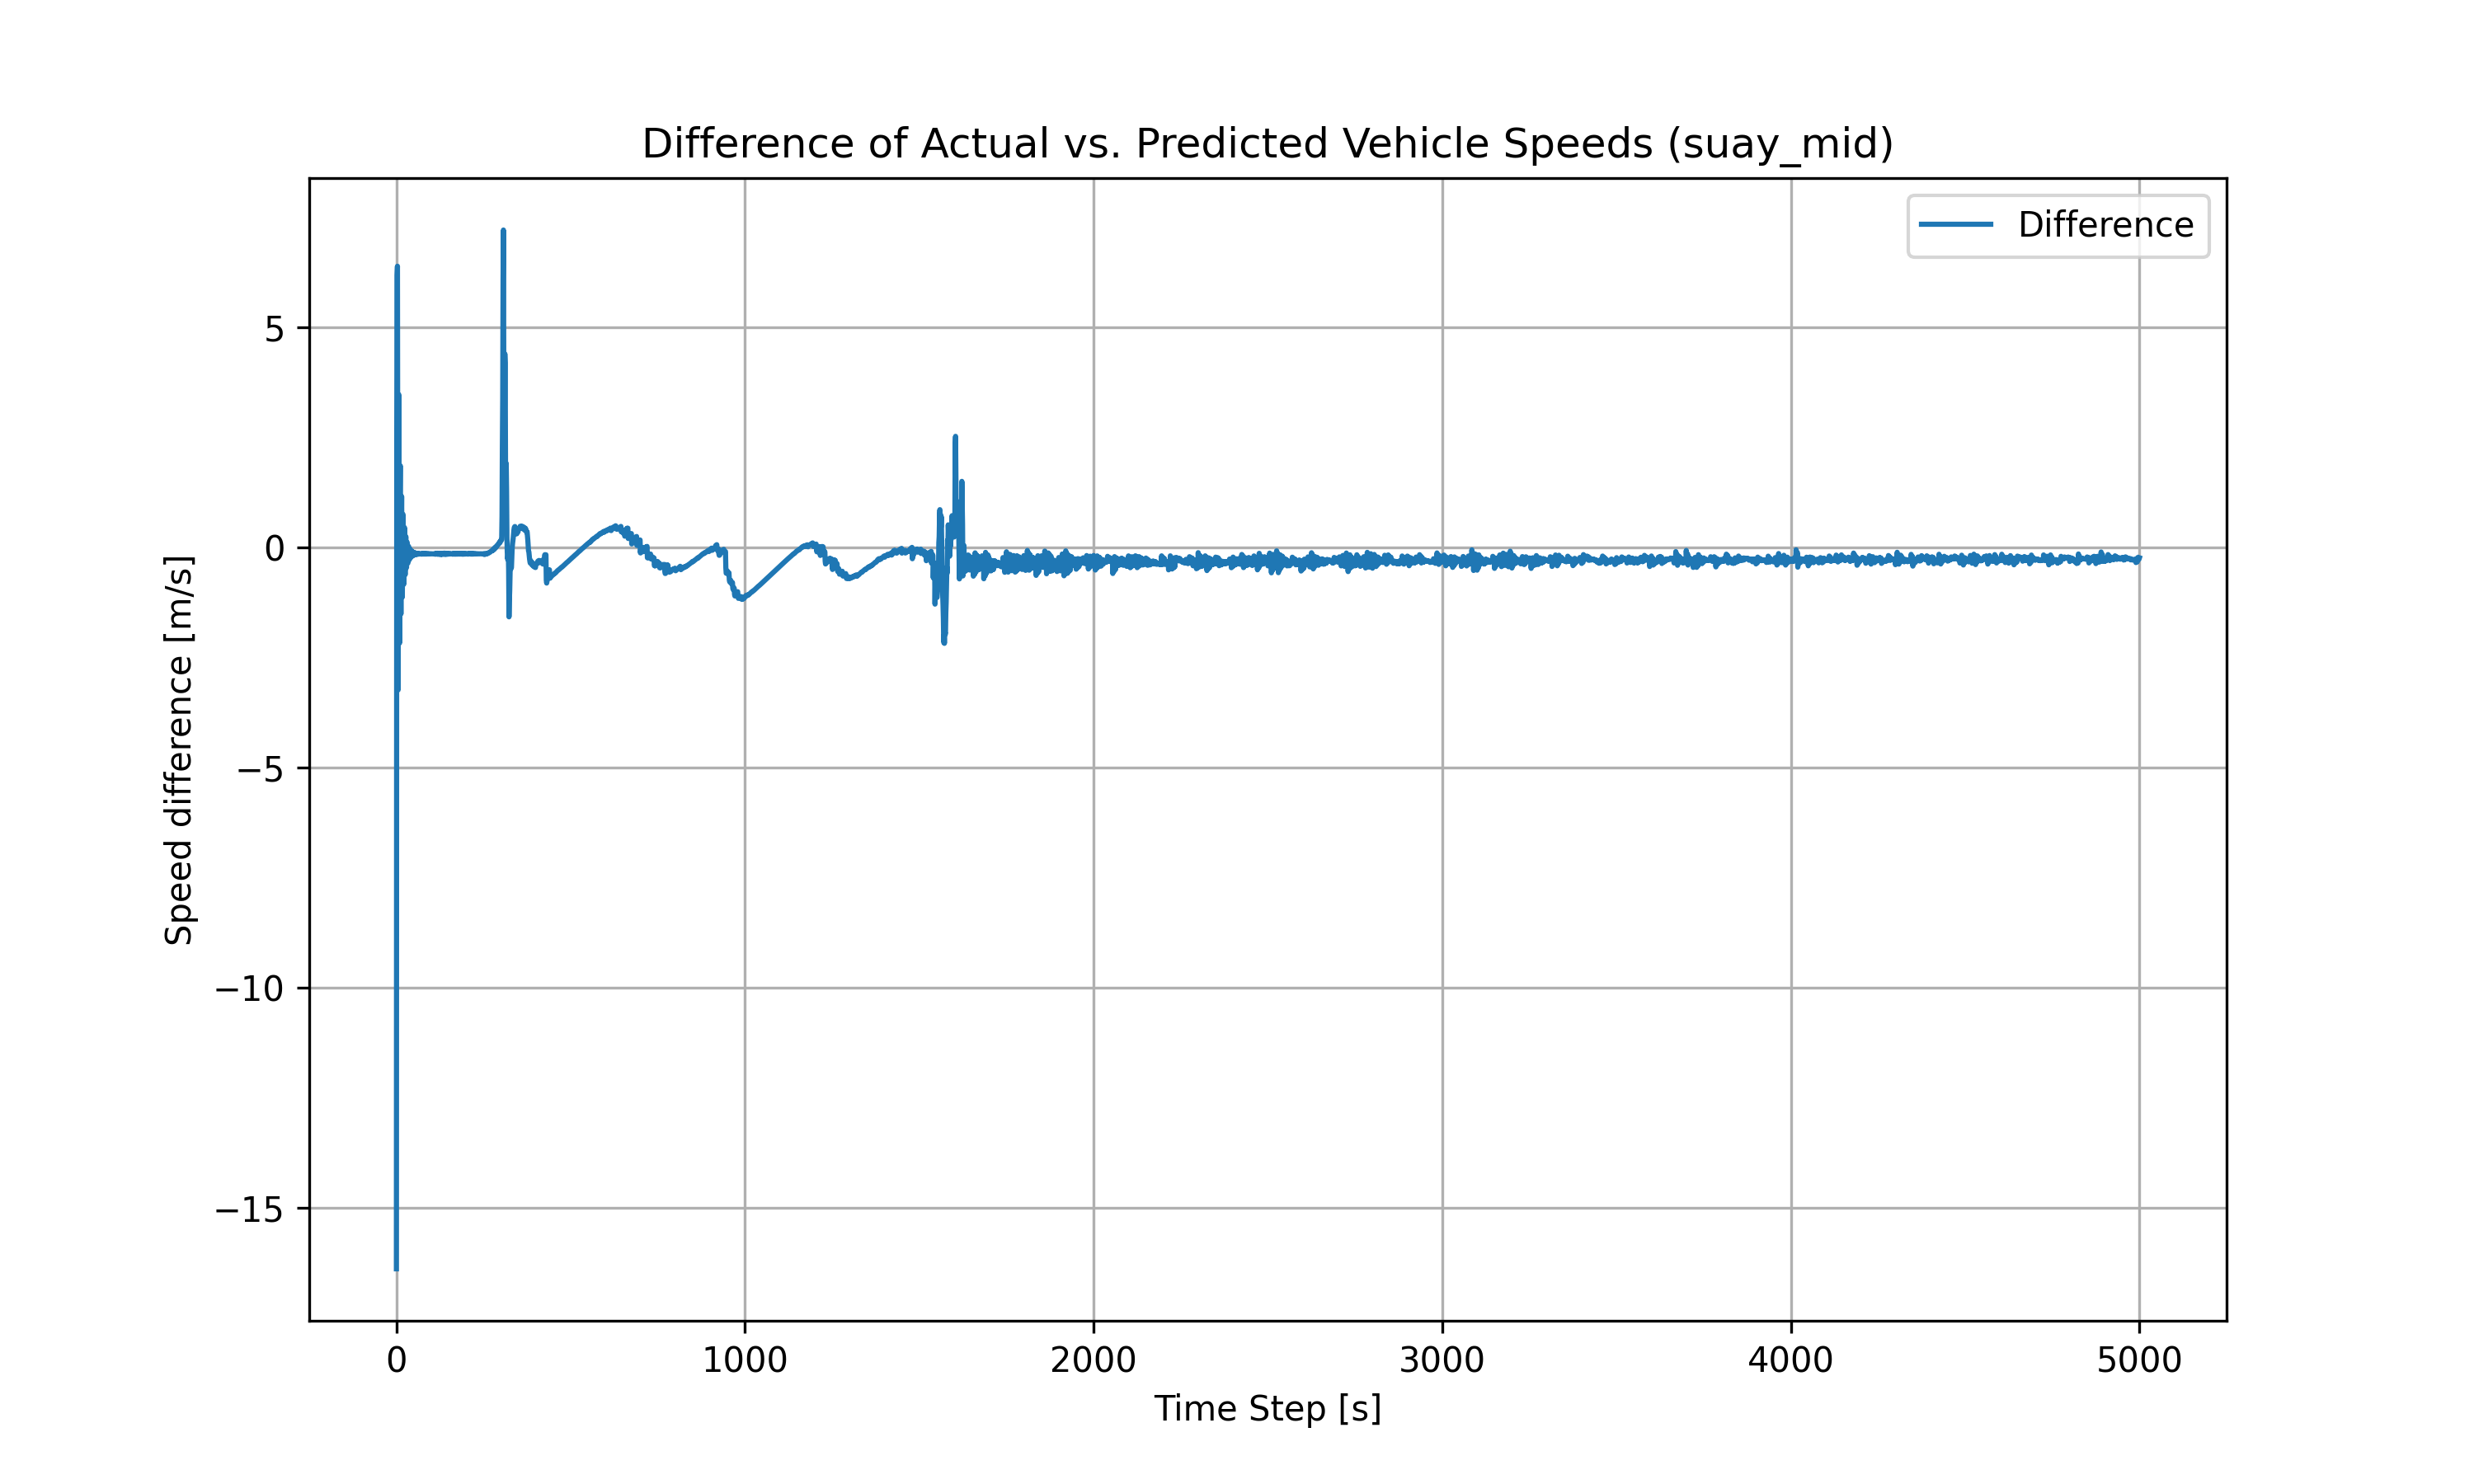 Difference of Actual vs. Predicted Vehicle Speeds (suay_mid)
Difference
Speed difference [m/s]
5
0
−5
−10
−15
0 1000 2000 3000 4000 5000
Time Step [s]